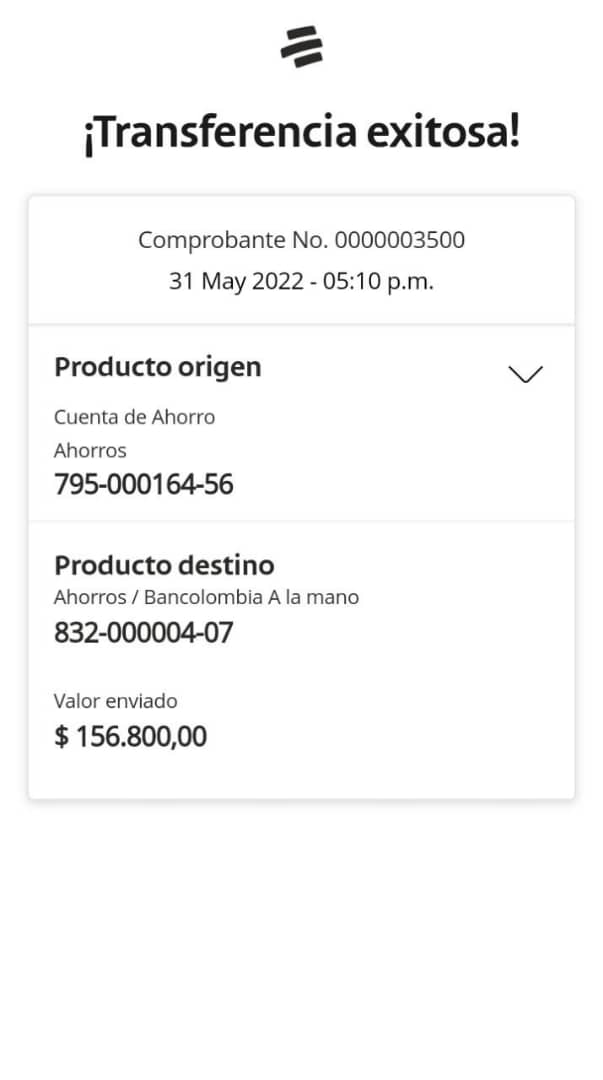 ¡Transferencia exitosa!
Comprobante No. 0000003500
31 May 2022 - 05:10 p.m.
Producto origen
Cuenta de Ahorro
Ahorros
795-000164-56
Producto destino
Ahorros / Bancolombia A la mano
832-000004-07
Valor enviado
$ 156.800,00